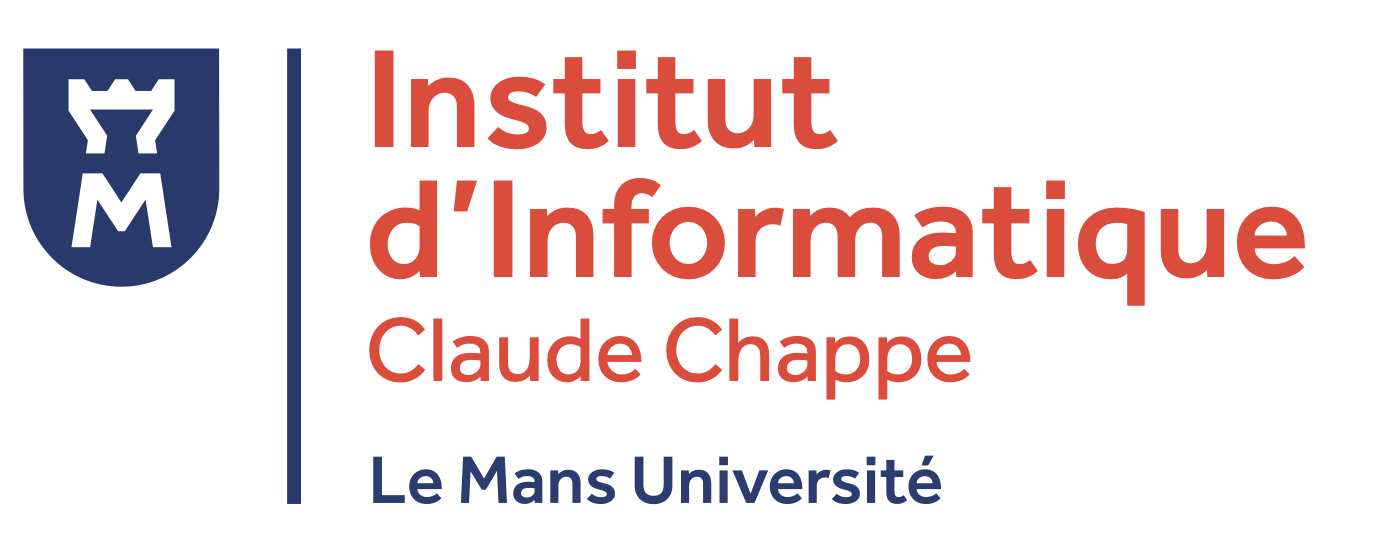 M
Institut
d’Informatique
Claude Chappe
Le Mans Université